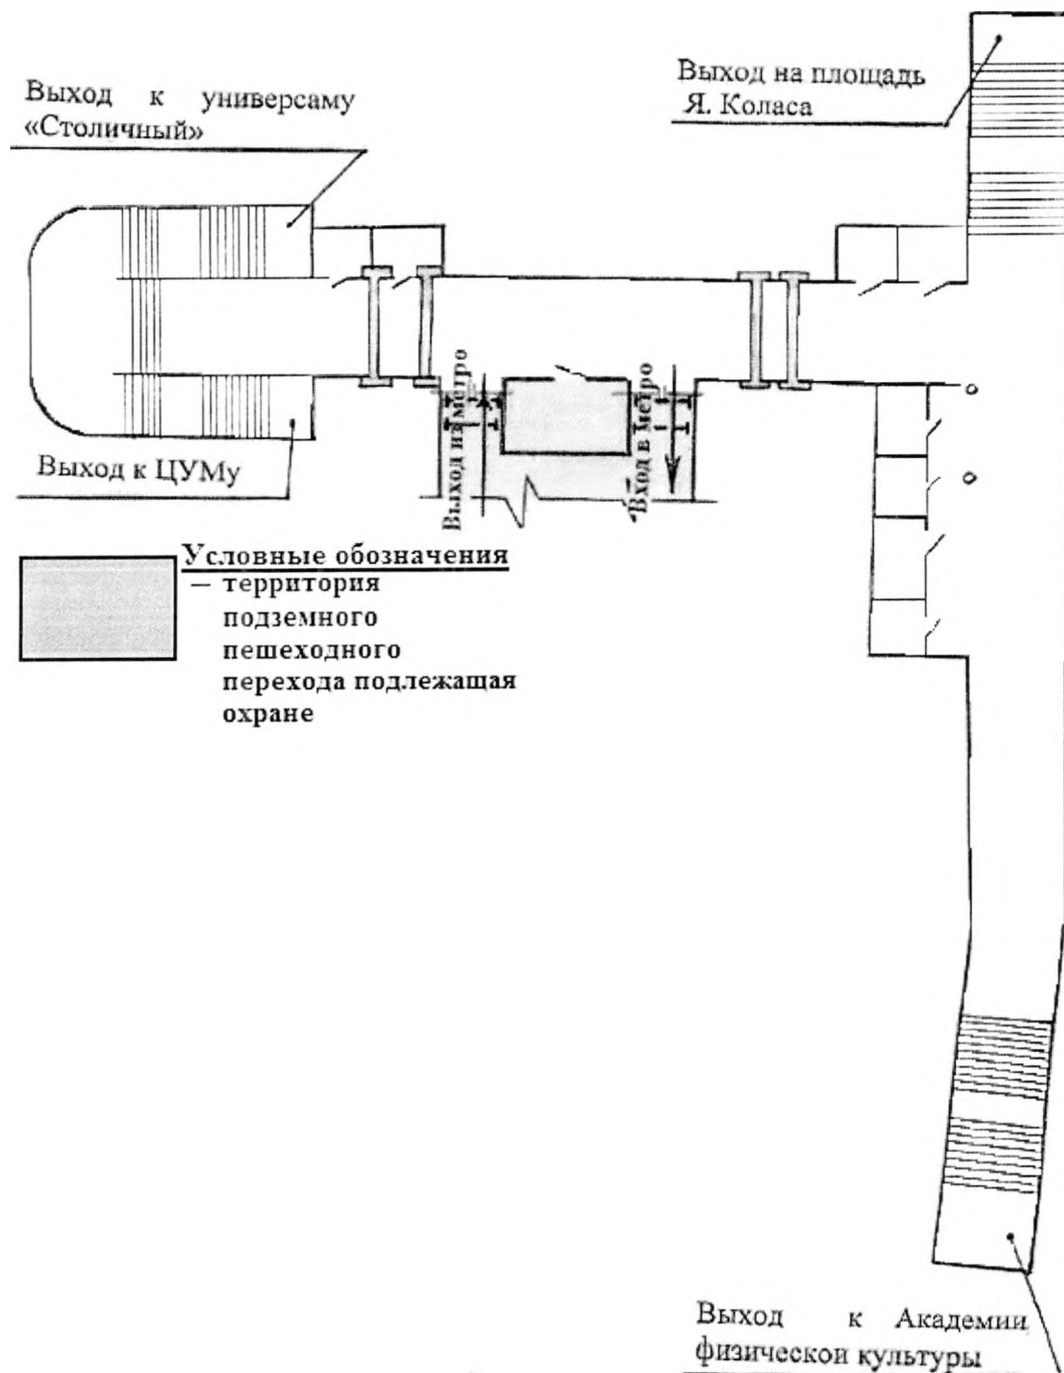 Выход на площадь
Я. Коласа
Выход к универсаму
«Столичный»
Выход из метро
Вход в метро
Выход к ЦУМу
Условные обозначения
– территория
подземного
пешеходного
перехода подлежащая
охране
Выход к Академии
физической культуры